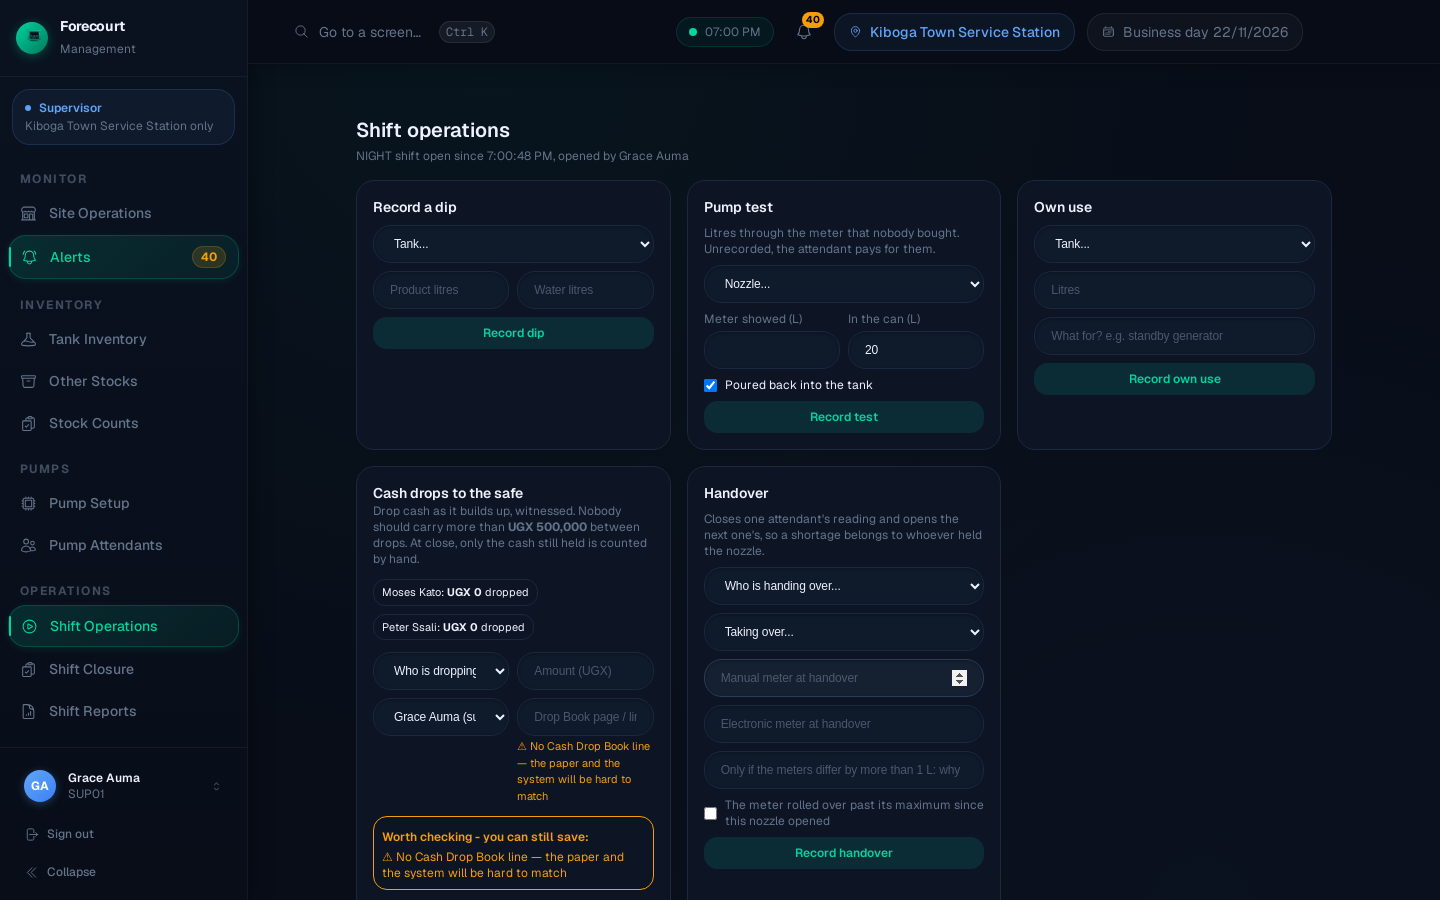 Forecourt
Management
Go to a screen...
Ctrl K
07:00 PM
40
Kiboga Town Service Station
Business day 22/11/2026
Supervisor
Kiboga Town Service Station only
MONITOR
Site Operations
Alerts
40
INVENTORY
Tank Inventory
Other Stocks
Stock Counts
PUMPS
Pump Setup
Pump Attendants
OPERATIONS
Shift Operations
Shift Closure
Shift Reports
GA
Grace Auma
SUP01
Sign out
Collapse
Shift operations
NIGHT shift open since 7:00:48 PM, opened by Grace Auma
Record a dip
Tank...
Product litres
Water litres
Record dip
Pump test
Litres through the meter that nobody bought.
Unrecorded, the attendant pays for them.
Nozzle...
Meter showed (L)
In the can (L)
20
Poured back into the tank
Record test
Own use
Tank...
Litres
What for? e.g. standby generator
Record own use
Cash drops to the safe
Drop cash as it builds up, witnessed. Nobody
should carry more than UGX 500,000 between
drops. At close, only the cash still held is counted
by hand.
Moses Kato: UGX 0 dropped
Peter Ssali: UGX 0 dropped
Who is dropping
Amount (UGX)
Grace Auma (su
Drop Book page / lin
⚠ No Cash Drop Book line
— the paper and the
system will be hard to
match
Worth checking - you can still save:
⚠ No Cash Drop Book line — the paper and
the system will be hard to match
Handover
Closes one attendant's reading and opens the
next one's, so a shortage belongs to whoever held
the nozzle.
Who is handing over...
Taking over...
Manual meter at handover
Electronic meter at handover
Only if the meters differ by more than 1 L: why
The meter rolled over past its maximum since
this nozzle opened
Record handover